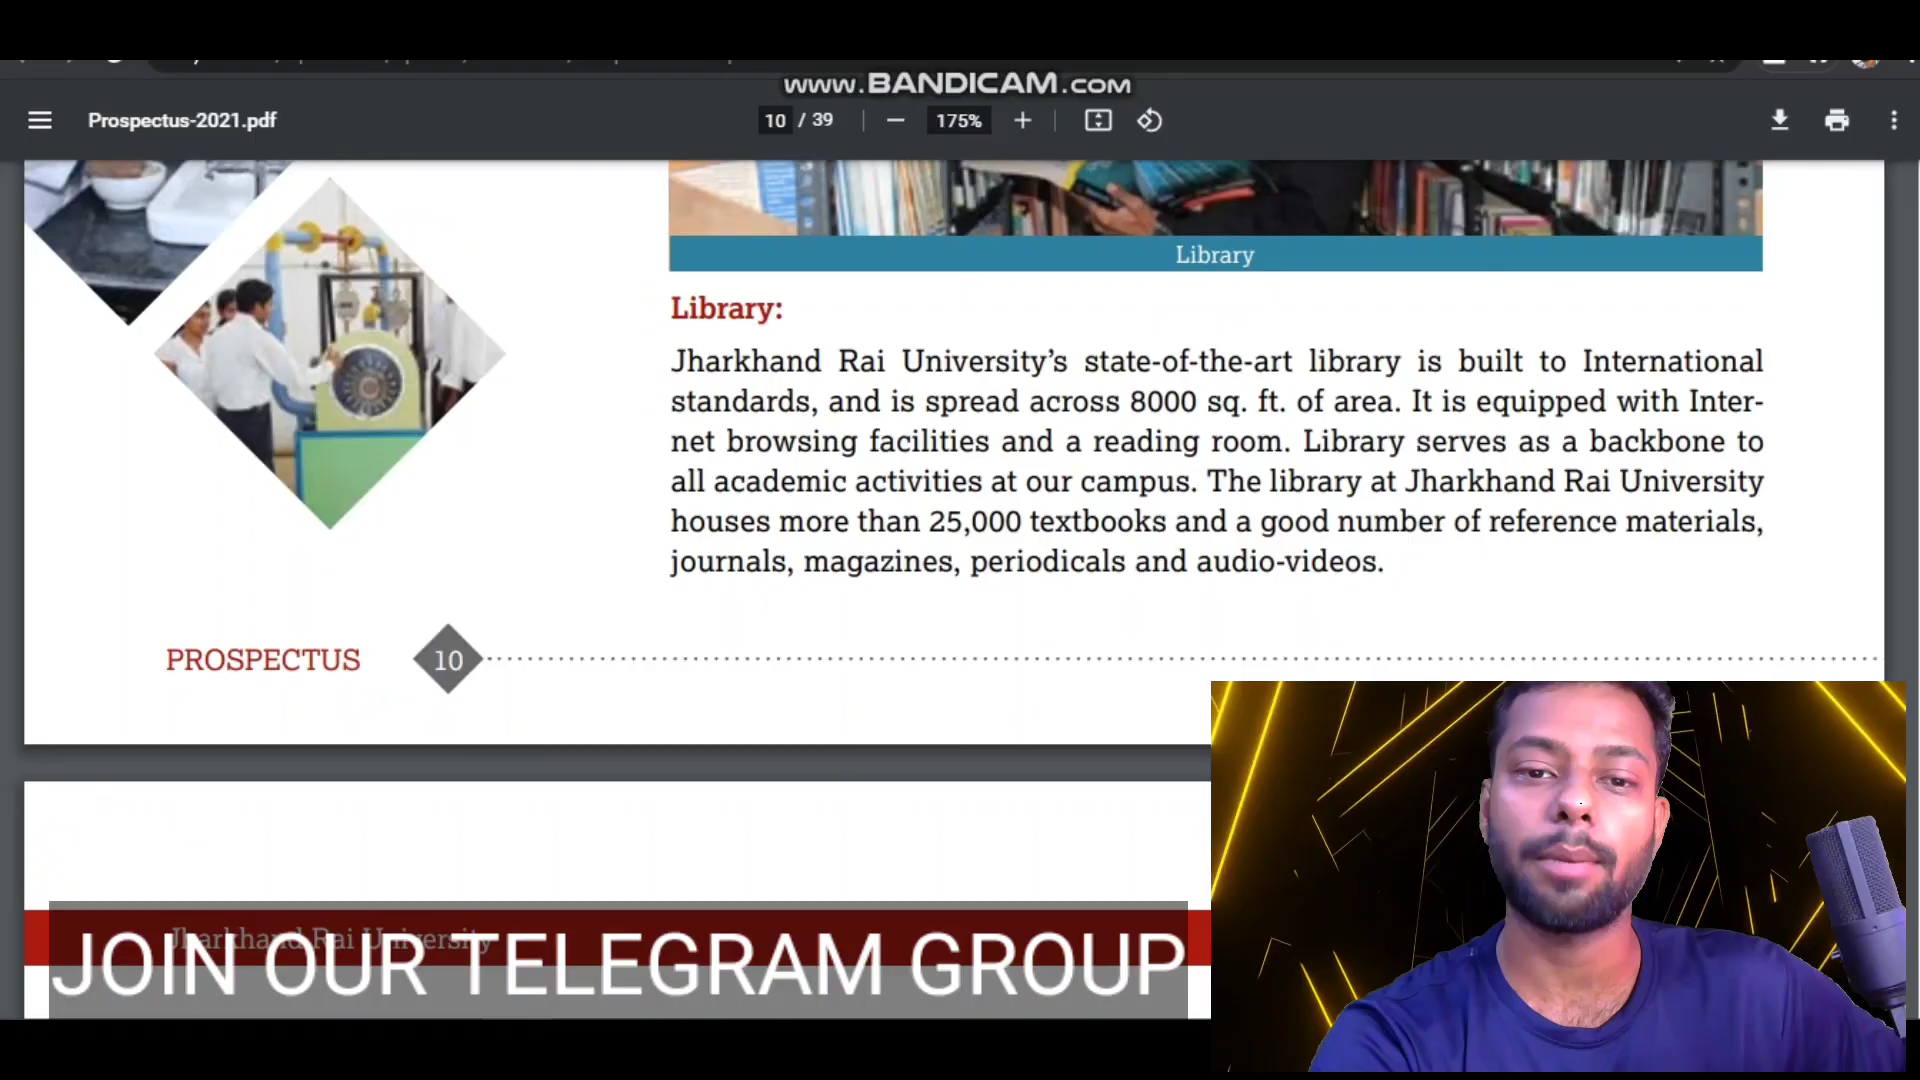 www.BANDICAM.com
Prospectus-2021.pdf
10 / 39
175%
Library
Library:
Jharkhand Rai University’s state-of-the-art library is built to International
standards, and is spread across 8000 sq. ft. of area. It is equipped with Inter-
net browsing facilities and a reading room. Library serves as a backbone to
all academic activities at our campus. The library at Jharkhand Rai University
houses more than 25,000 textbooks and a good number of reference materials,
journals, magazines, periodicals and audio-videos.
PROSPECTUS
10
Jharkhand Rai University
JOIN OUR TELEGRAM GROUP